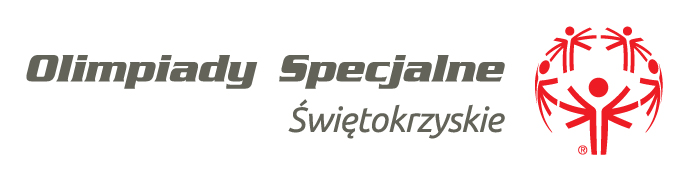 Olimpiady Specjalne
Świętokrzyskie
®